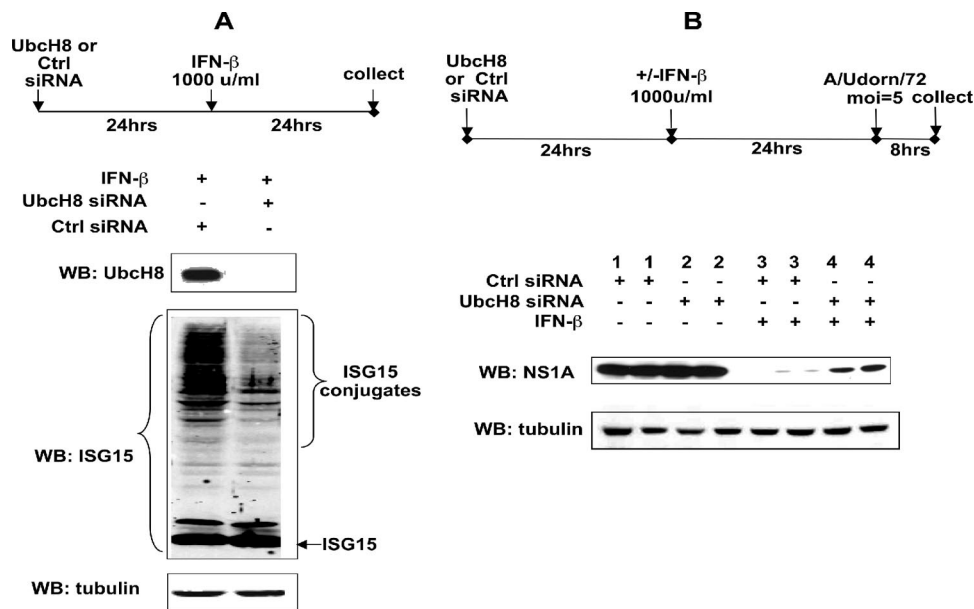 A
UbcH8 or
Ctrl
siRNA
IFN-β
1000 u/ml
collect
24hrs
24hrs
IFN-β + +
UbcH8 siRNA - +
Ctrl siRNA + -
WB: UbcH8
ISG15
conjugates
WB: ISG15
ISG15
WB: tubulin
B
UbcH8
or Ctrl
siRNA
+/-IFN-β
1000u/ml
A/Udorn/72
moi=5
collect
24hrs
24hrs
8hrs
1 1 2 2 3 3 4 4
Ctrl siRNA + + - - + + - -
UbcH8 siRNA - - + + - - + +
IFN-β - - - - + + + +
WB: NS1A
WB: tubulin